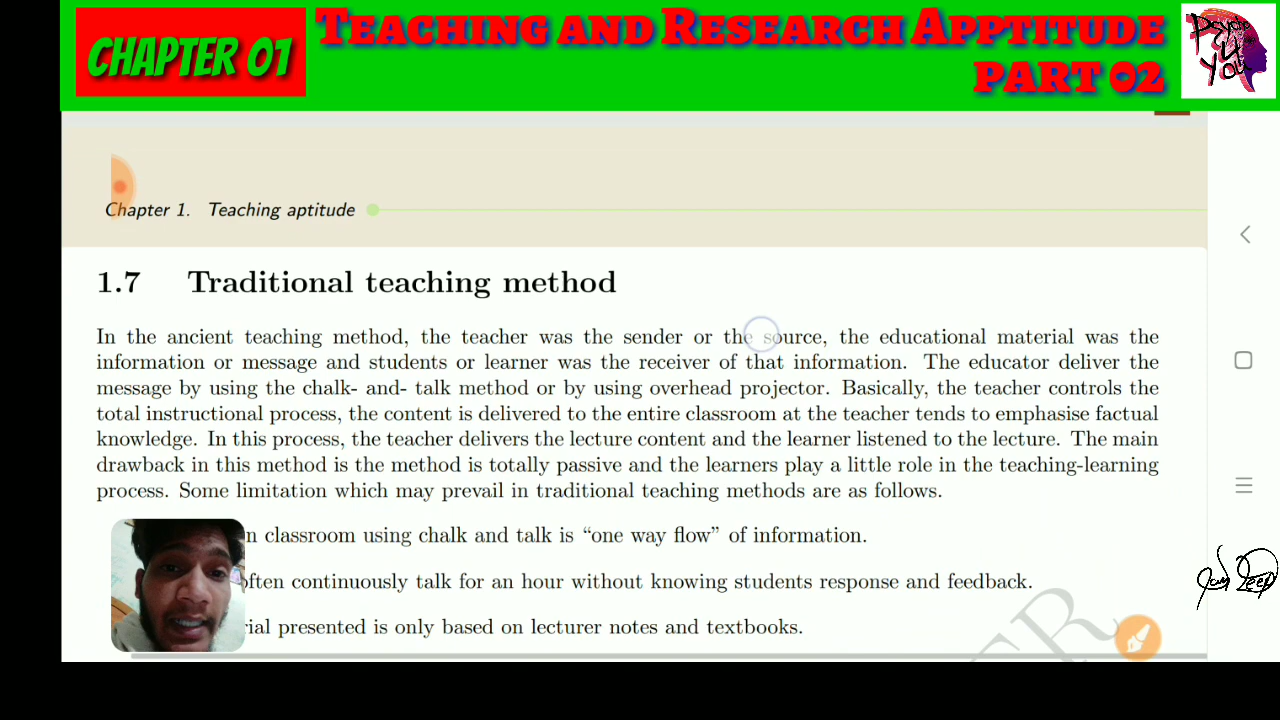 CHAPTER 01
TEACHING AND RESEARCH APPTITUDE
PART 02
Psycho
4
You
Chapter 1. Teaching aptitude
1.7 Traditional teaching method
In the ancient teaching method, the teacher was the sender or the source, the educational material was the
information or message and students or learner was the receiver of that information. The educator deliver the
message by using the chalk- and- talk method or by using overhead projector. Basically, the teacher controls the
total instructional process, the content is delivered to the entire classroom at the teacher tends to emphasise factual
knowledge. In this process, the teacher delivers the lecture content and the learner listened to the lecture. The main
drawback in this method is the method is totally passive and the learners play a little role in the teaching-learning
process. Some limitation which may prevail in traditional teaching methods are as follows.
n classroom using chalk and talk is “one way flow” of information.
often continuously talk for an hour without knowing students response and feedback.
rial presented is only based on lecturer notes and textbooks.